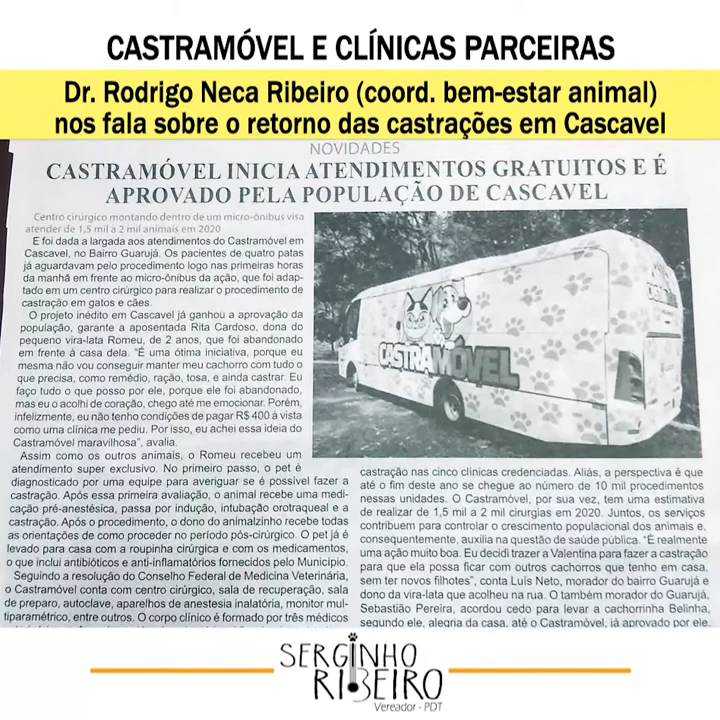 CASTRAMÓVEL E CLÍNICAS PARCEIRAS
Dr. Rodrigo Neca Ribeiro (coord. bem-estar animal)
nos fala sobre o retorno das castrações em Cascavel
NOVIDADES
CASTRAMÓVEL INICIA ATENDIMENTOS GRATUITOS E É
APROVADO PELA POPULAÇÃO DE CASCAVEL
Centro cirúrgico montando dentro de um micro-ônibus visa
atender de 1,5 mil a 2 mil animais em 2020
E foi dada a largada aos atendimentos do Castramóvel em
Cascavel, no Bairro Guarujá. Os pacientes de quatro patas
já aguardavam pelo procedimento logo nas primeiras horas
da manhã em frente ao micro-ônibus da ação, que foi adap-
tado em um centro cirúrgico para realizar o procedimento de
castração em gatos e cães.
O projeto inédito em Cascavel já ganhou a aprovação da
população, garante a aposentada Rita Cardoso, dona do
pequeno vira-lata Romeu, de 2 anos, que foi abandonado
em frente á casa dela. "É uma ótima iniciativa, porque eu
mesma não vou conseguir manter meu cachorro com tudo o
que precisa, como remédio, ração, tosa, e ainda castrar. Eu
faço tudo o que posso por ele, porque ele foi abandonado,
mas eu o acolhi de coração, chego até me emocionar. Porém,
infelizmente, eu não tenho condições de pagar R$ 400 à vista
como uma clínica me pediu. Por isso, eu achei essa ideia do
Castramóvel maravilhosa", avalia.
Assim como os outros animais, o Romeu recebeu um
atendimento super exclusivo. No primeiro passo, o pet é
diagnosticado por uma equipe para averiguar se é possível fazer a
castração. Após essa primeira avaliação, o animal recebe uma medi-
cação pré-anestésica, passa por indução, intubação orotraqueal e a
castração. Após o procedimento, o dono do animalzinho recebe todas
as orientações de como proceder no período pós-cirúrgico. O pet já é
levado para casa com a roupinha cirúrgica e com os medicamentos,
o que inclui antibióticos e anti-inflamatórios fornecidos pelo Município.
Seguindo a resolução do Conselho Federal de Medicina Veterinária,
o Castramóvel conta com centro cirúrgico, sala de recuperação, sala
de preparo, autoclave, aparelhos de anestesia inalatória, monitor mul-
tiparamétrico, entre outros. O corpo clínico é formado por três médicos
CASTRAMÓVEL
castração nas cinco clínicas credenciadas. Aliás, a perspectiva é que
até o fim deste ano se chegue ao número de 10 mil procedimentos
nessas unidades. O Castramóvel, por sua vez, tem uma estimativa
de realizar de 1,5 mil a 2 mil cirurgias em 2020. Juntos, os serviços
contribuem para controlar o crescimento populacional dos animais e,
consequentemente, auxilia na questão de saúde pública. "É realmente
uma ação muito boa. Eu decidi trazer a Valentina para fazer a castração
para que ela possa ficar com outros cachorros que tenho em casa,
sem ter novos filhotes", conta Luís Neto, morador do bairro Guarujá e
dono da vira-lata que acolheu na rua. O também morador do Guarujá,
Sebastião Pereira, acordou cedo para levar a cachorrinha Belinha,
segundo ele, alegria da casa, até o Castramóvel, já aprovado por ele.
SERGINHO
RIBEIRO
Vereador - PDT